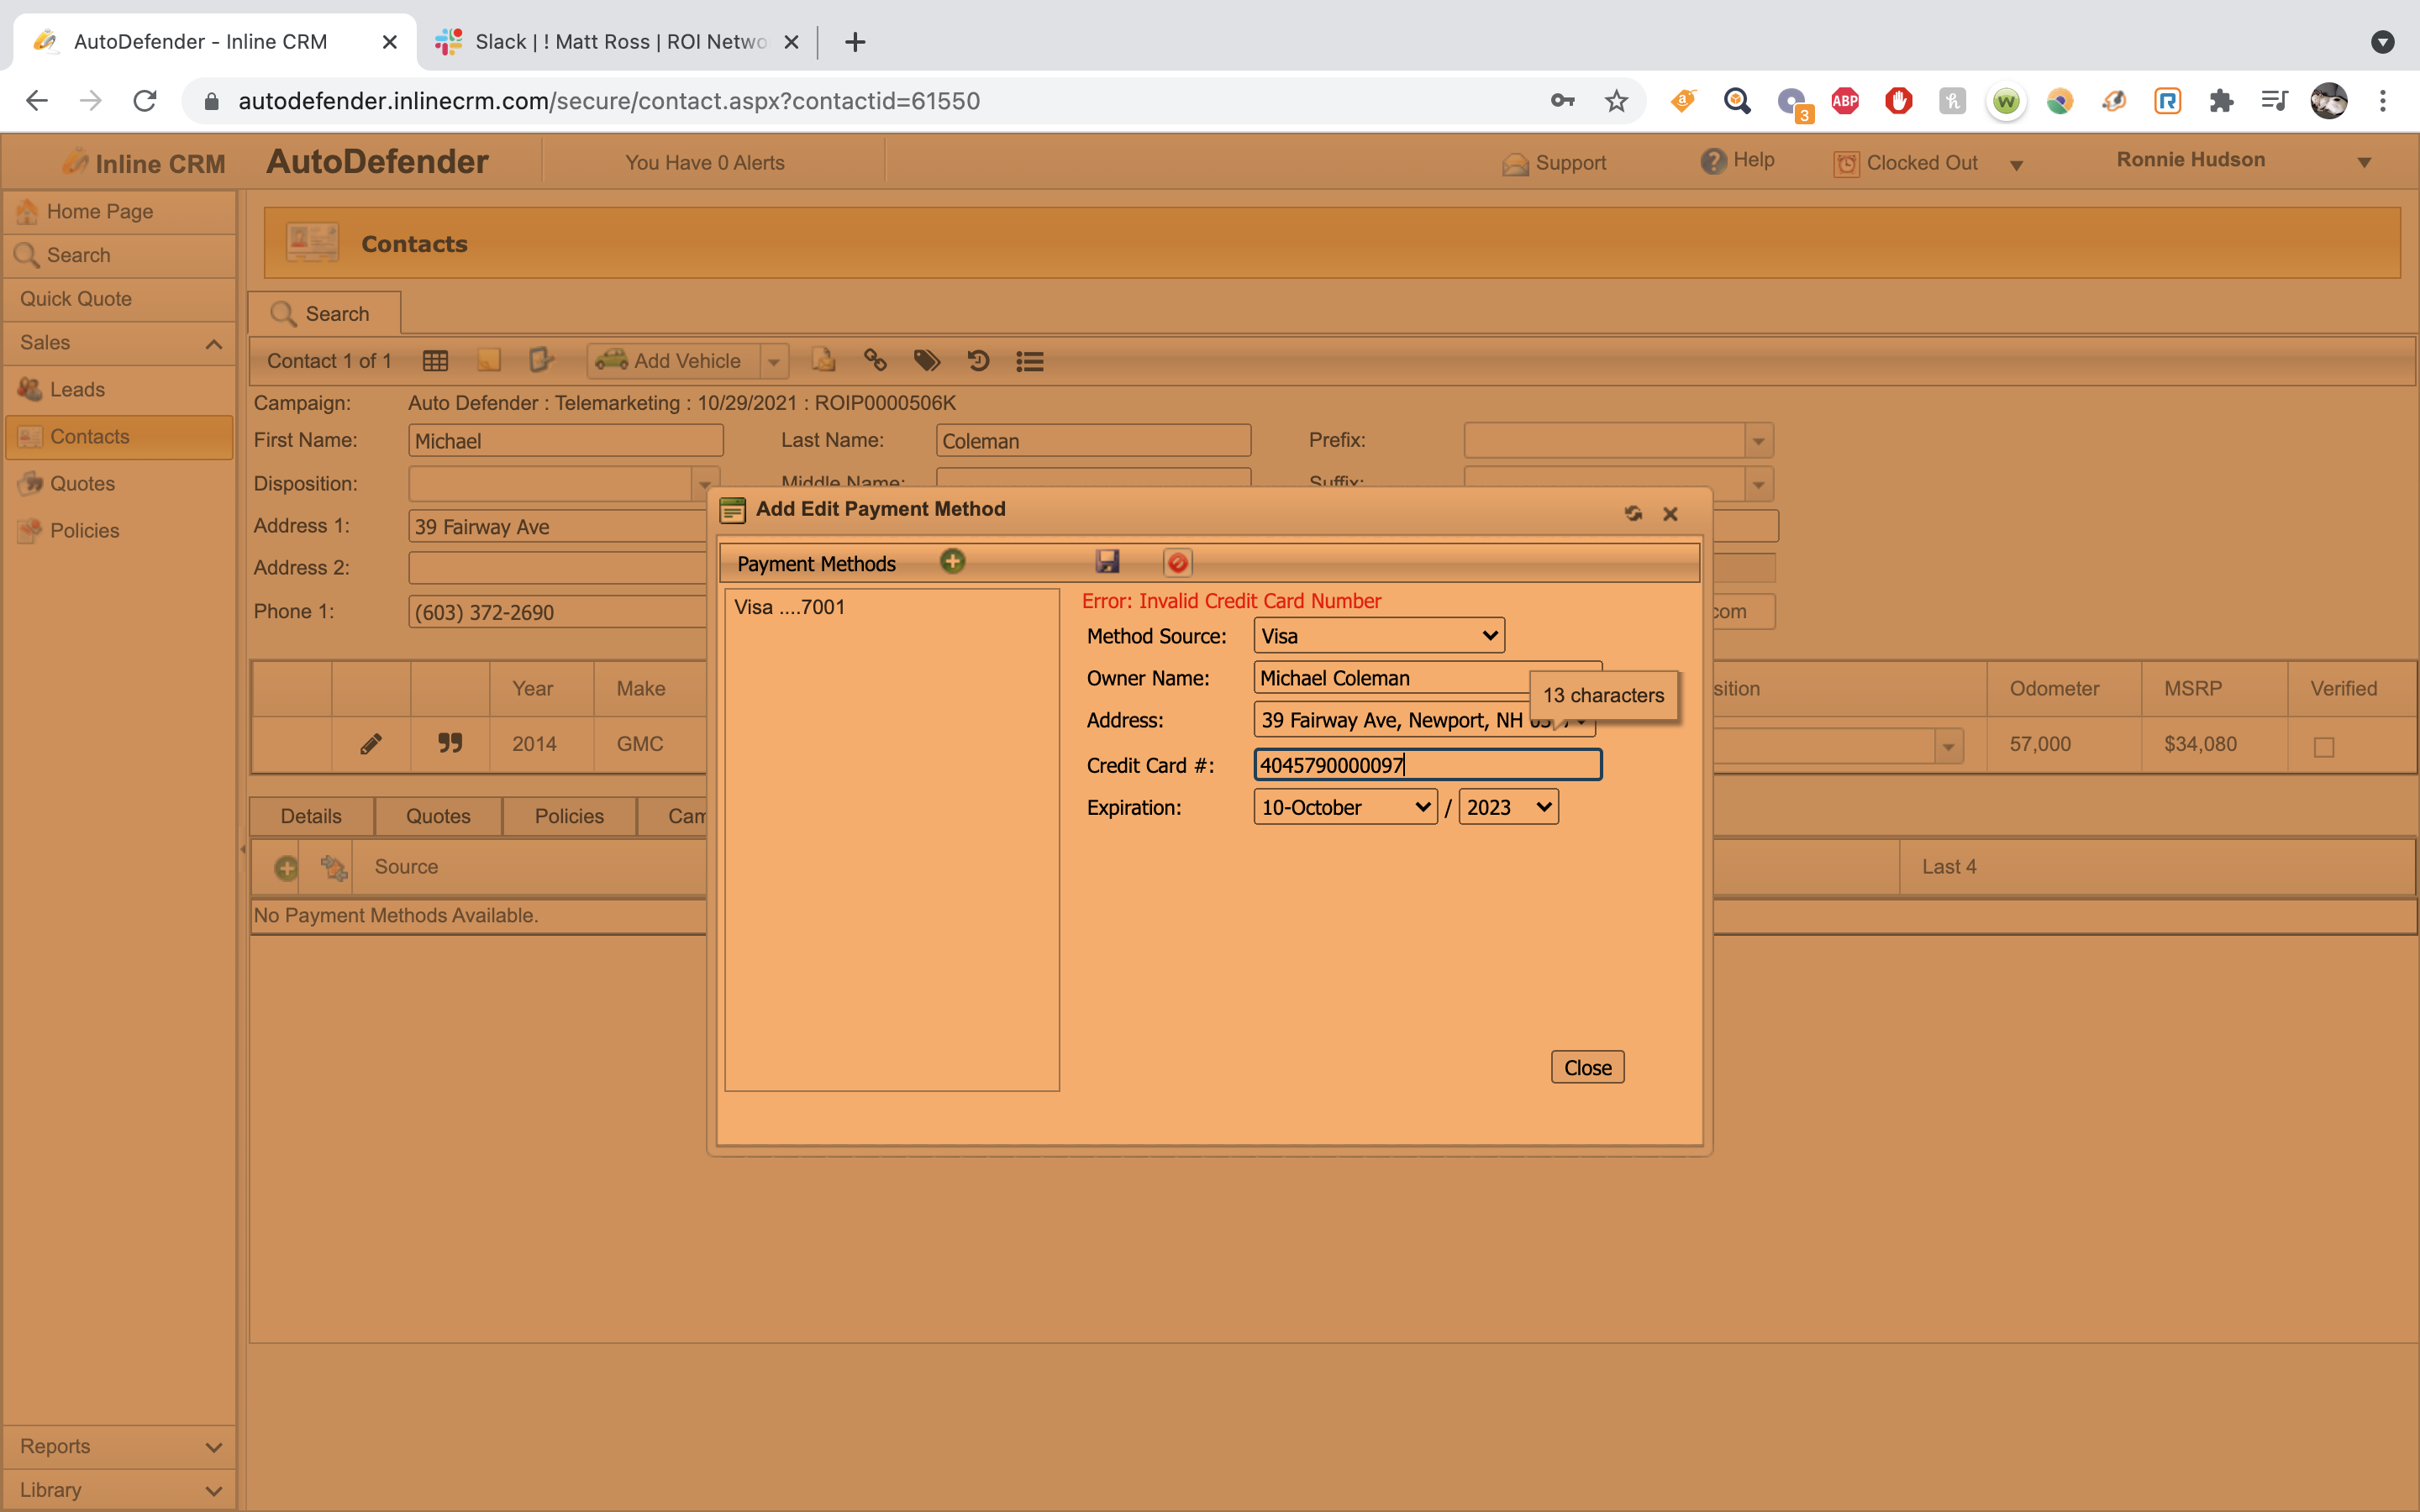 AutoDefender - Inline CRM
Slack | ! Matt Ross | ROI Netwo
autodefender.inlinecrm.com/secure/contact.aspx?contactid=61550
3
ABP
Inline CRM
AutoDefender
You Have 0 Alerts
Support
Help
Clocked Out
Ronnie Hudson
Home Page
Search
Quick Quote
Sales
Leads
Contacts
Quotes
Policies
Reports
Library
Contacts
Search
Contact 1 of 1
Add Vehicle
Campaign: Auto Defender : Telemarketing : 10/29/2021 : ROIP0000506K
First Name: Michael Last Name: Coleman Prefix:
Disposition: Middle Name: Suffix:
Address 1: 39 Fairway Ave
Address 2:
Phone 1: (603) 372-2690
com
Year Make sition Odometer MSRP Verified
2014 GMC 57,000 $34,080
Details Quotes Policies Cam
Source Last 4
No Payment Methods Available.
Add Edit Payment Method
Payment Methods
Visa ....7001
Error: Invalid Credit Card Number
Method Source: Visa
Owner Name: Michael Coleman
13 characters
Address: 39 Fairway Ave, Newport, NH
Credit Card #: 4045790000097
Expiration: 10-October / 2023
Close